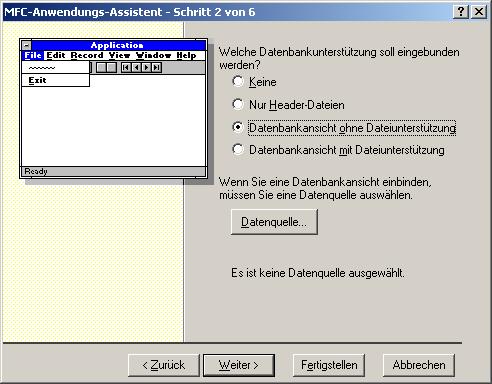 MFC-Anwendungs-Assistent - Schritt 2 von 6
Application
File Edit Record View Window Help
Exit
Ready
Welche Datenbankunterstützung soll eingebunden
werden?
Keine
Nur Header-Dateien
Datenbankansicht ohne Dateiunterstützung
Datenbankansicht mit Dateiunterstützung
Wenn Sie eine Datenbankansicht einbinden,
müssen Sie eine Datenquelle auswählen.
Datenquelle...
Es ist keine Datenquelle ausgewählt.
< Zurück Weiter > Fertigstellen Abbrechen